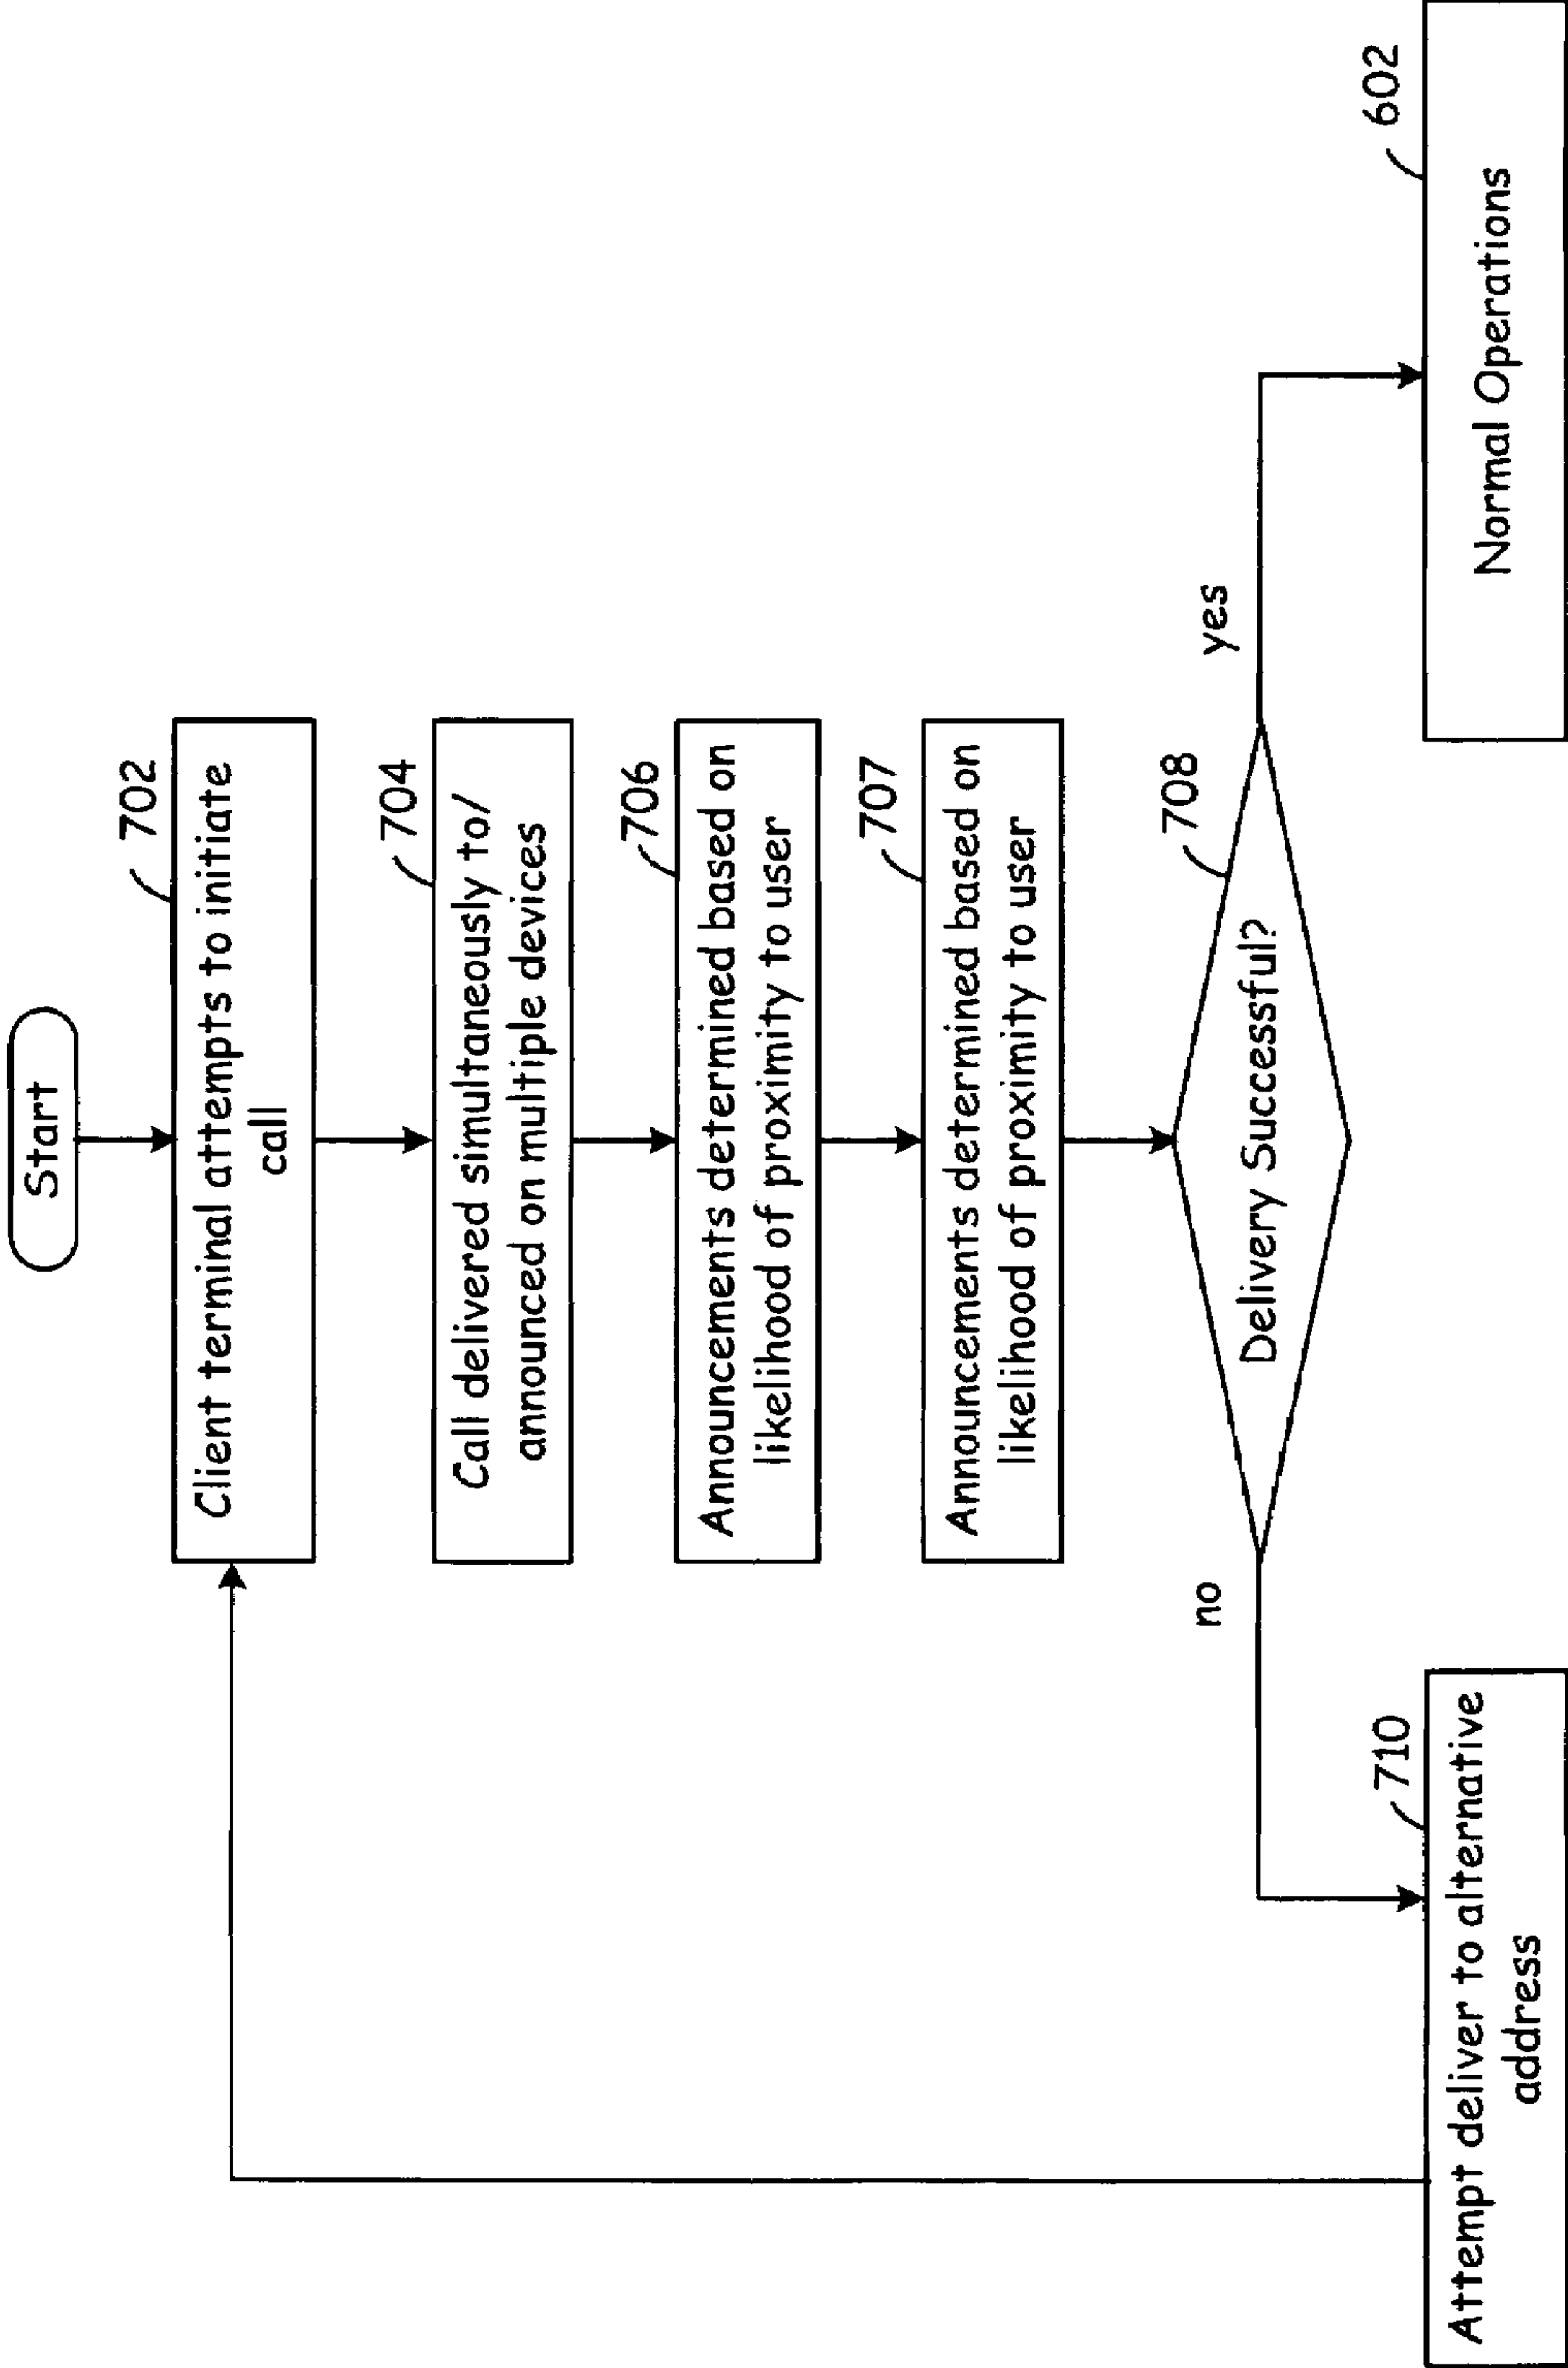 Start
702
Client terminal attempts to initiate
call
704
Call delivered simultaneously to/
announced on multiple devices
706
Announcements determined based on
likelihood of proximity to user
707
Announcements determined based on
likelihood of proximity to user
708
Delivery Successful?
no
yes
710
Attempt deliver to alternative
address
602
Normal Operations